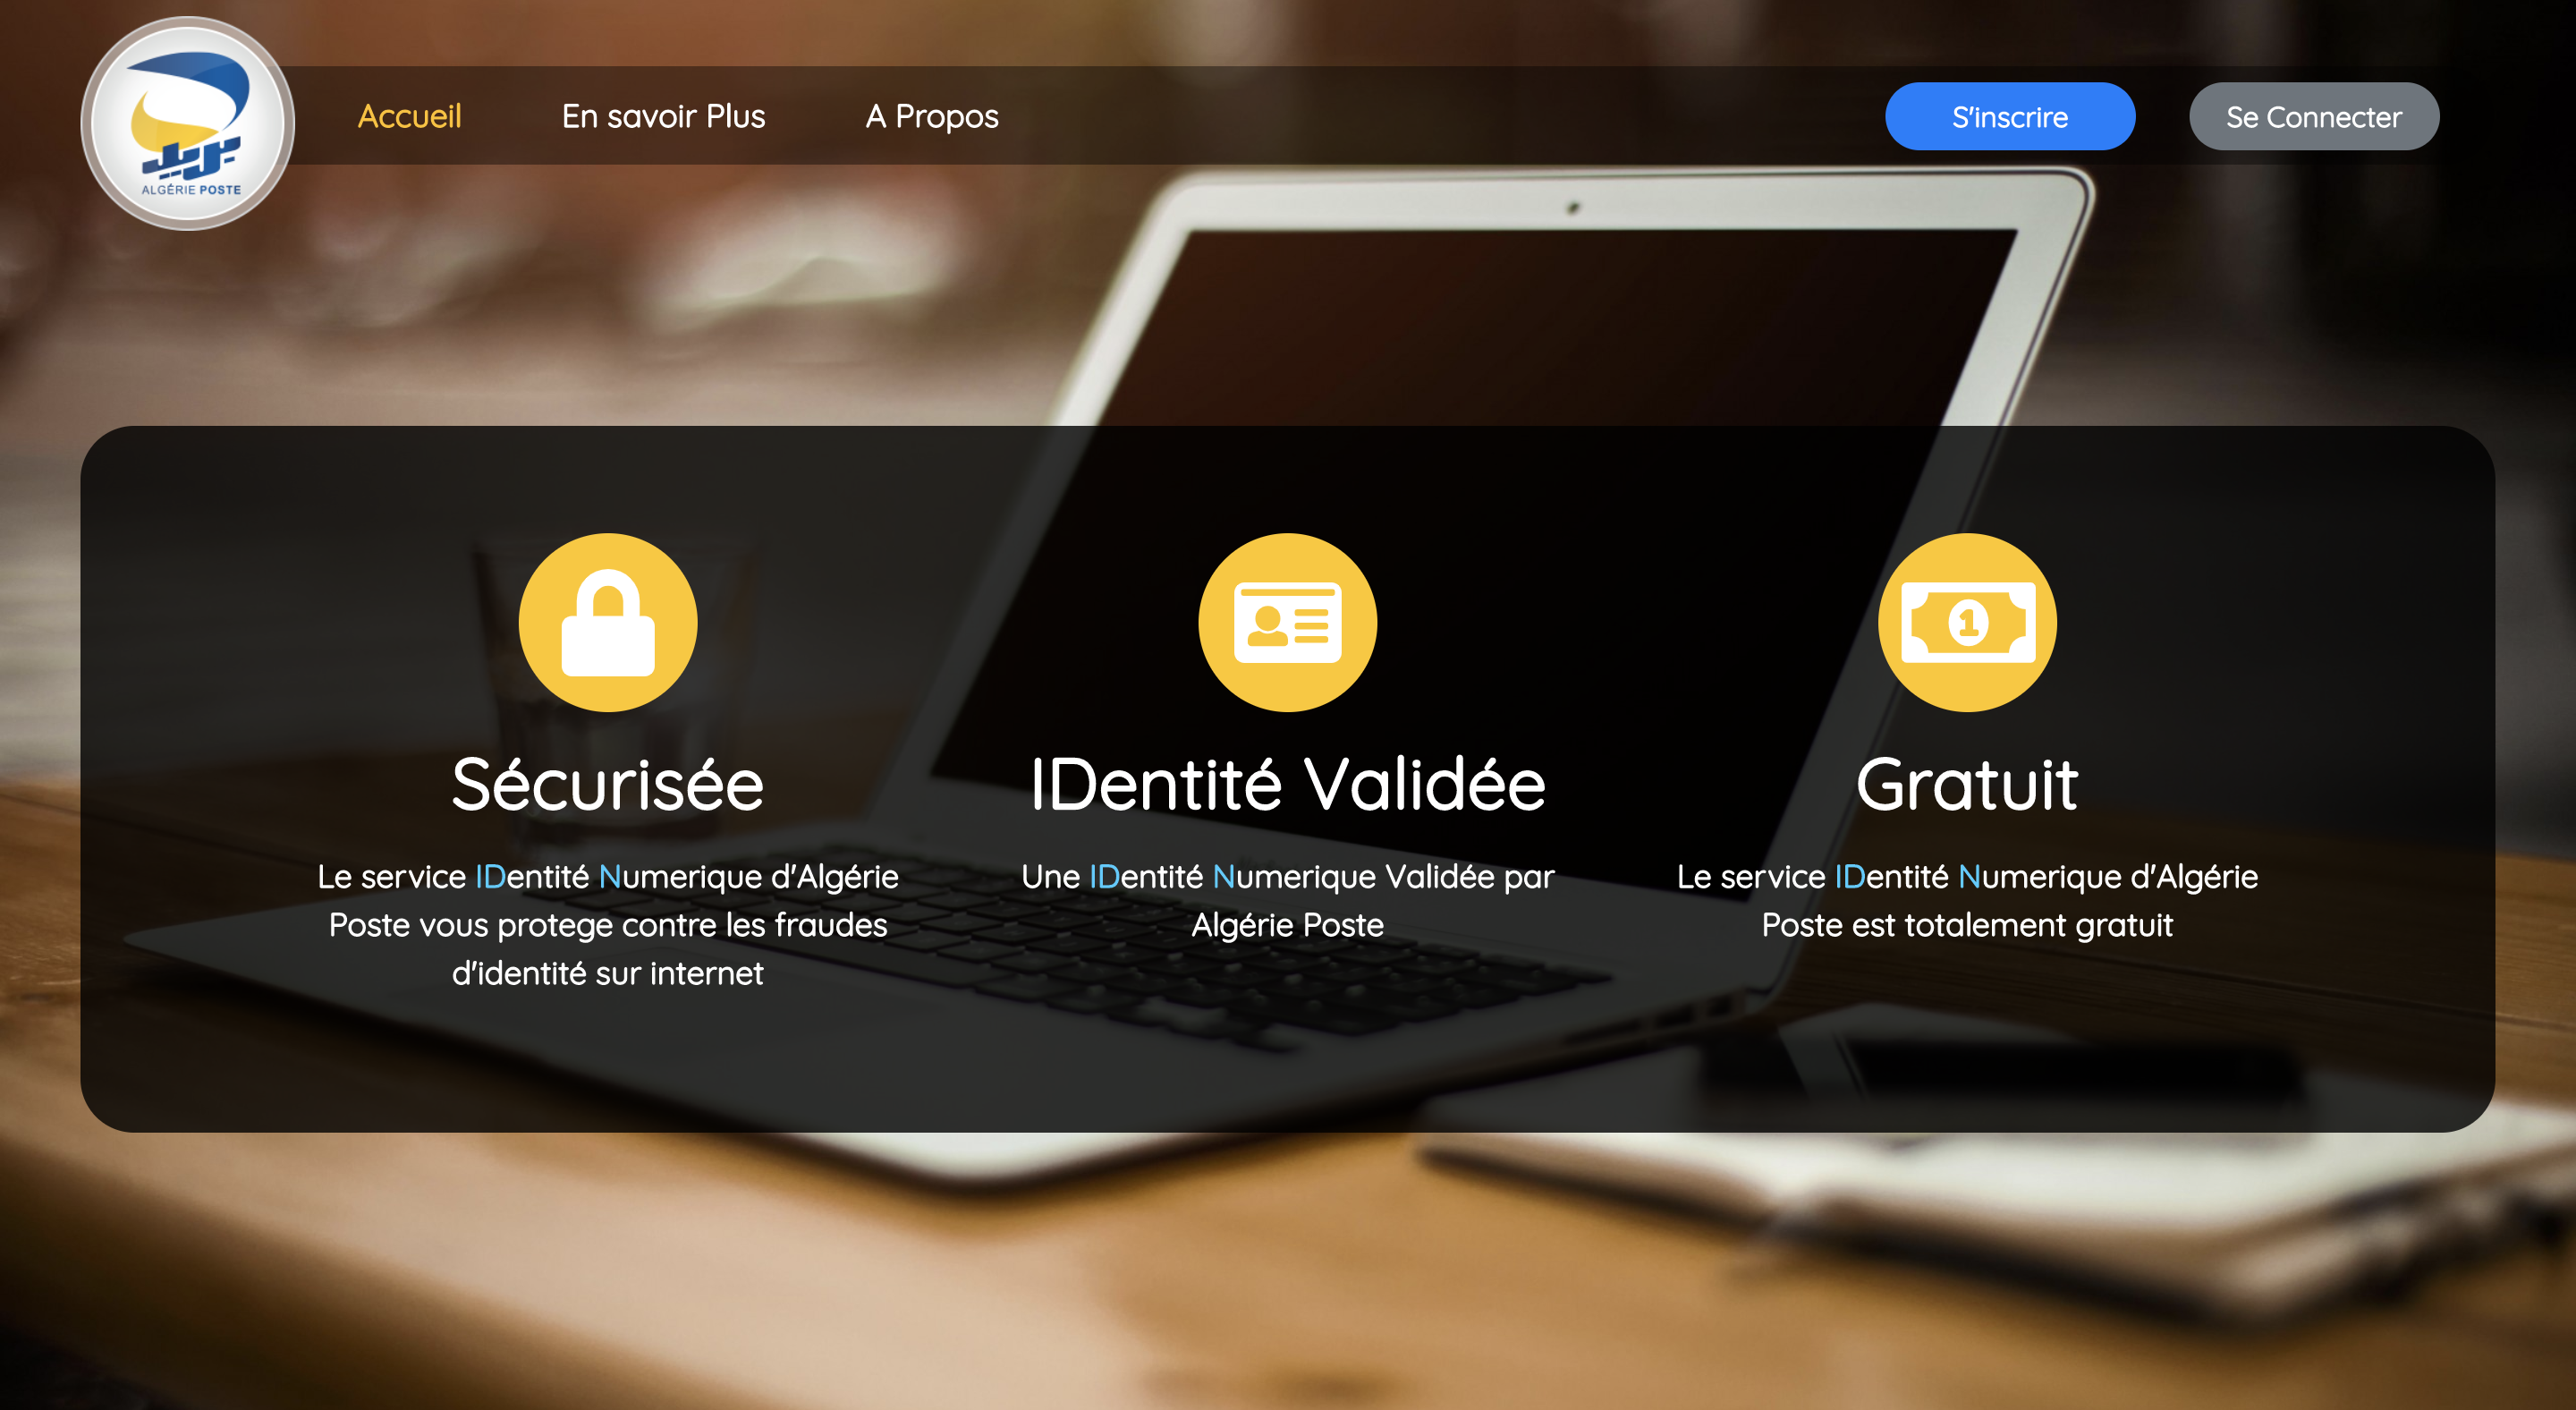 بريد
ALGÉRIE POSTE
Accueil
En savoir Plus
A Propos
S'inscrire
Se Connecter
1
Sécurisée
Le service IDentité Numerique d'Algérie
Poste vous protege contre les fraudes
d'identité sur internet
IDentité Validée
Une IDentité Numerique Validée par
Algérie Poste
Gratuit
Le service IDentité Numerique d'Algérie
Poste est totalement gratuit